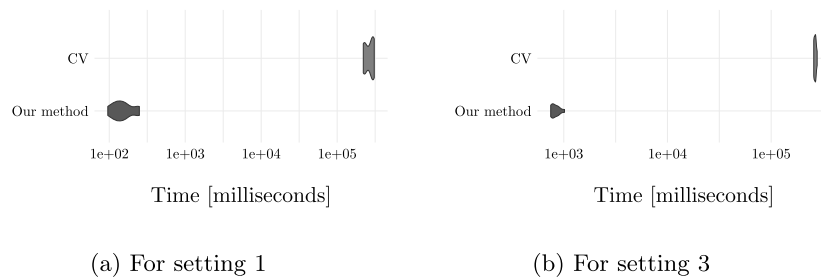 CV
Our method
1e+02 1e+03 1e+04 1e+05
Time [milliseconds]
(a) For setting 1
CV
Our method
1e+03 1e+04 1e+05
Time [milliseconds]
(b) For setting 3